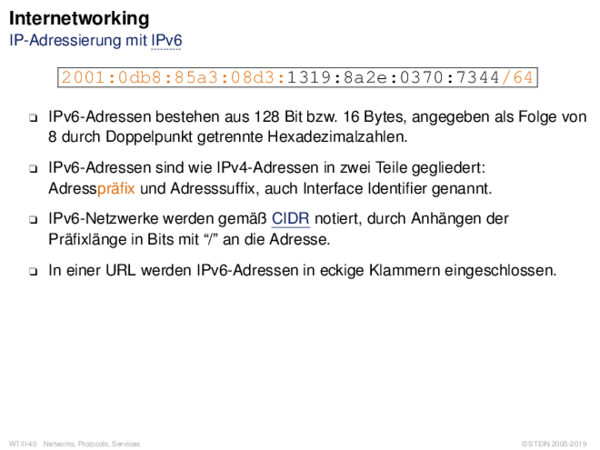 Internetworking
IP-Adressierung mit IPv6
2001:0db8:85a3:08d3:1319:8a2e:0370:7344/64
❑ IPv6-Adressen bestehen aus 128 Bit bzw. 16 Bytes, angegeben als Folge von
8 durch Doppelpunkt getrennte Hexadezimalzahlen.
❑ IPv6-Adressen sind wie IPv4-Adressen in zwei Teile gegliedert:
Adresspräfix und Adresssuffix, auch Interface Identifier genannt.
❑ IPv6-Netzwerke werden gemäß CIDR notiert, durch Anhängen der
Präfixlänge in Bits mit “/” an die Adresse.
❑ In einer URL werden IPv6-Adressen in eckige Klammern eingeschlossen.
WT:II-40 Networks, Protocols, Services
© STEIN 2005-2019